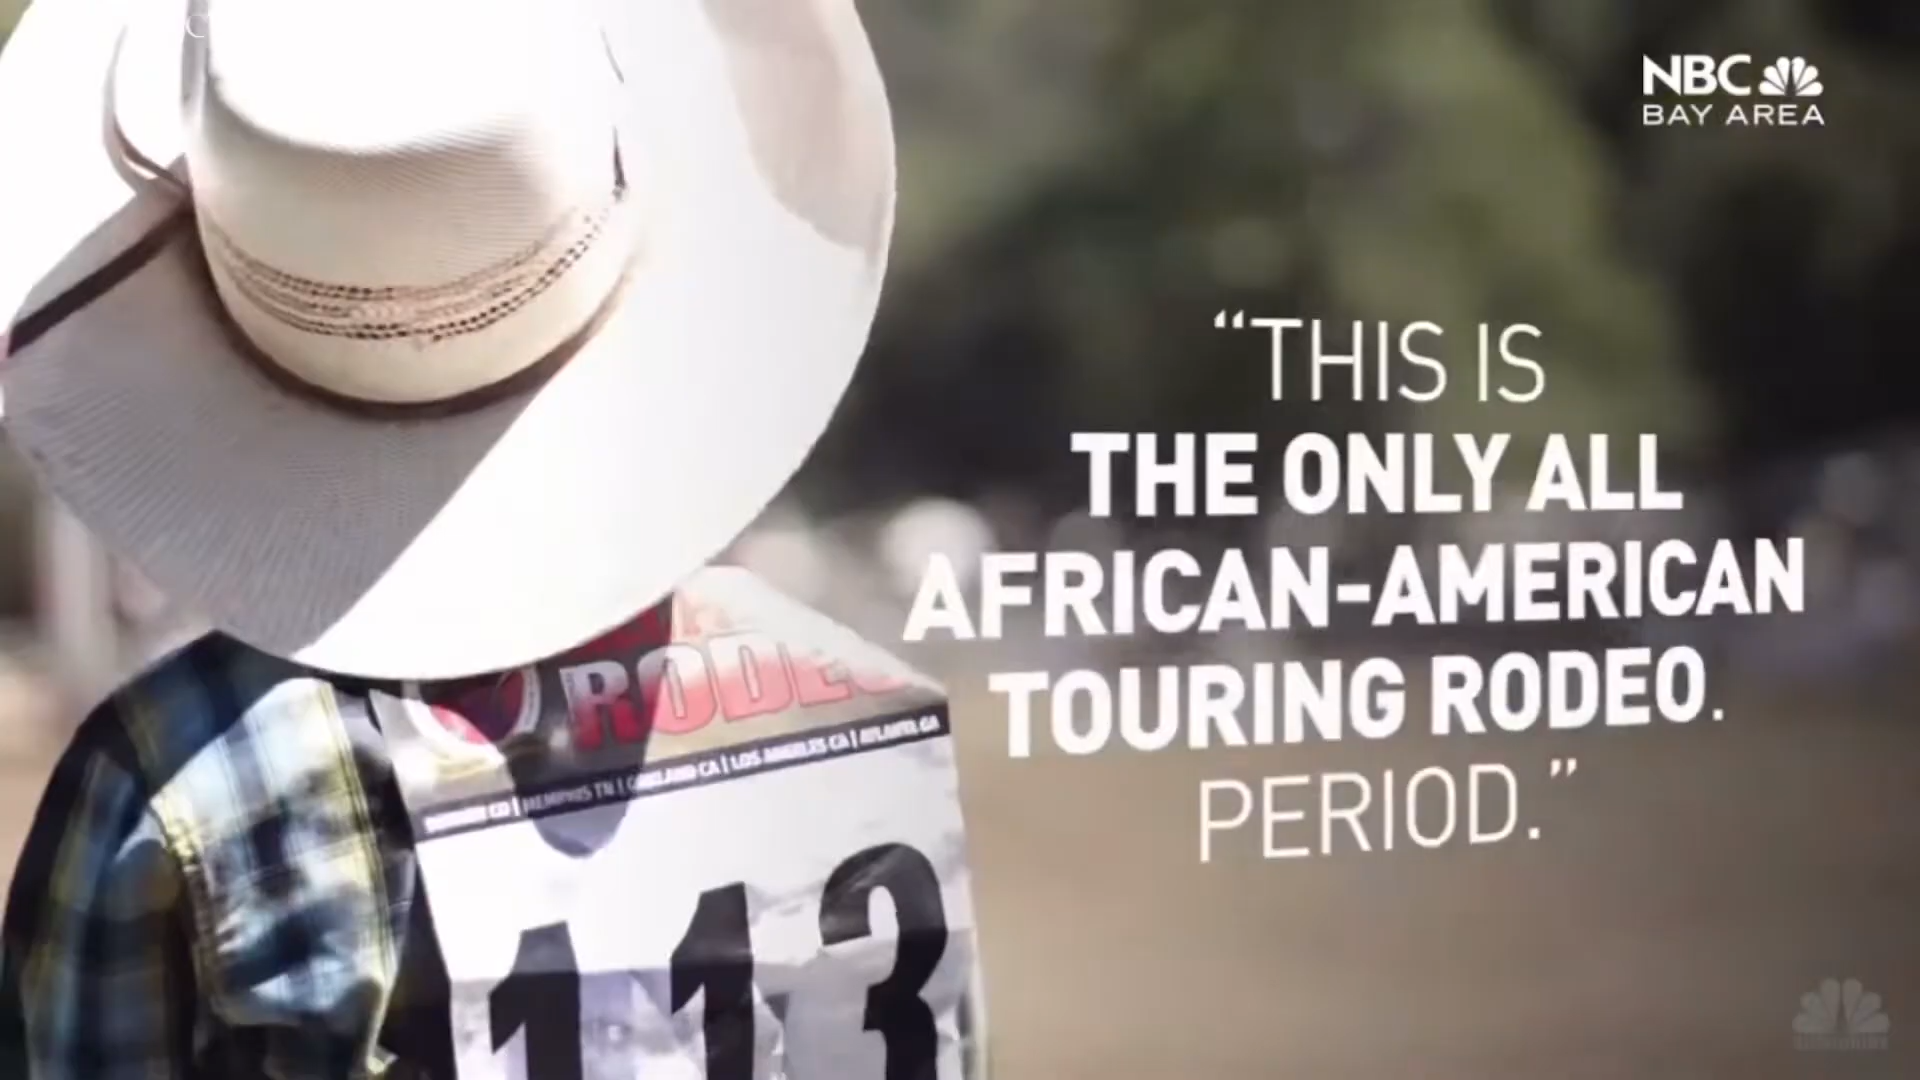 NBC
BAY AREA
“THIS IS
THE ONLY ALL
AFRICAN-AMERICAN
TOURING RODEO.
PERIOD.”
RODEO
MEMPHIS TN | OAKLAND CA | LOS ANGELES CA | ATLANTA GA
113